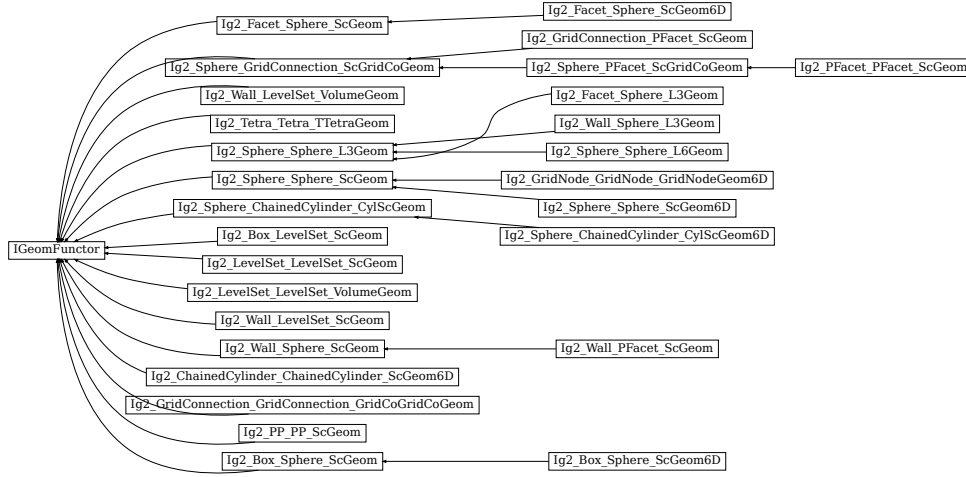 Ig2_Facet_Sphere_ScGeom6D
Ig2_Facet_Sphere_ScGeom
Ig2_GridConnection_PFacet_ScGeom
Ig2_Sphere_GridConnection_ScGridCoGeom
Ig2_Sphere_PFacet_ScGridCoGeom
Ig2_PFacet_PFacet_ScGeom
Ig2_Wall_LevelSet_VolumeGeom
Ig2_Facet_Sphere_L3Geom
Ig2_Tetra_Tetra_TTetraGeom
Ig2_Wall_Sphere_L3Geom
Ig2_Sphere_Sphere_L3Geom
Ig2_Sphere_Sphere_L6Geom
Ig2_Sphere_Sphere_ScGeom
Ig2_GridNode_GridNode_GridNodeGeom6D
Ig2_Sphere_ChainedCylinder_CylScGeom
Ig2_Sphere_Sphere_ScGeom6D
Ig2_Box_LevelSet_ScGeom
Ig2_Sphere_ChainedCylinder_CylScGeom6D
IGeomFunctor
Ig2_LevelSet_LevelSet_ScGeom
Ig2_LevelSet_LevelSet_VolumeGeom
Ig2_Wall_LevelSet_ScGeom
Ig2_Wall_Sphere_ScGeom
Ig2_Wall_PFacet_ScGeom
Ig2_ChainedCylinder_ChainedCylinder_ScGeom6D
Ig2_GridConnection_GridConnection_GridCoGridCoGeom
Ig2_PP_PP_ScGeom
Ig2_Box_Sphere_ScGeom
Ig2_Box_Sphere_ScGeom6D